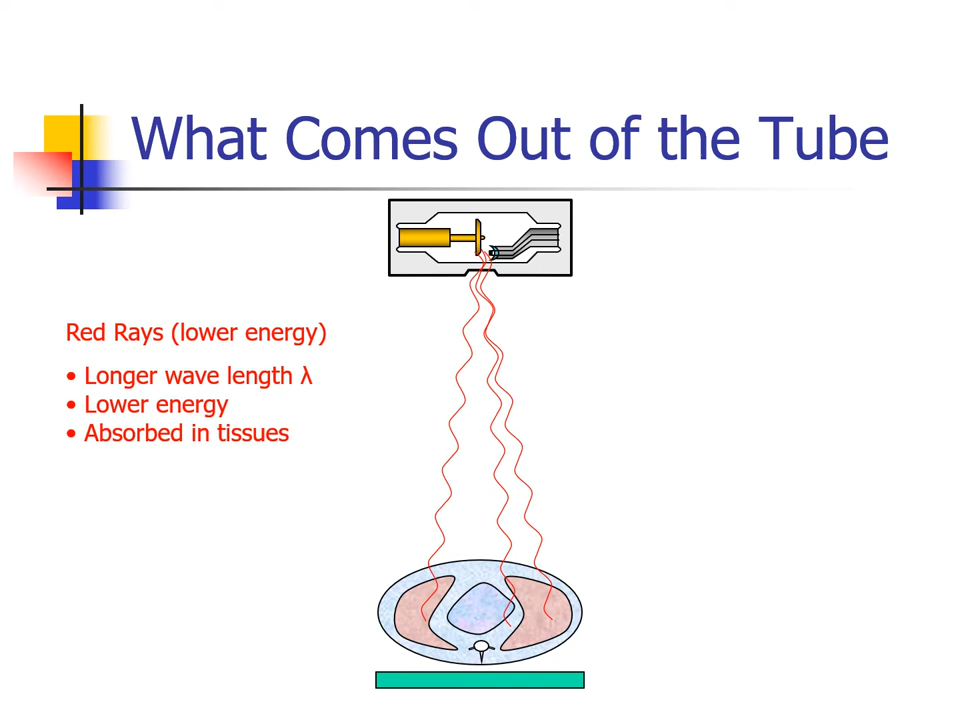 What Comes Out of the Tube
Red Rays (lower energy)
• Longer wave length λ
• Lower energy
• Absorbed in tissues